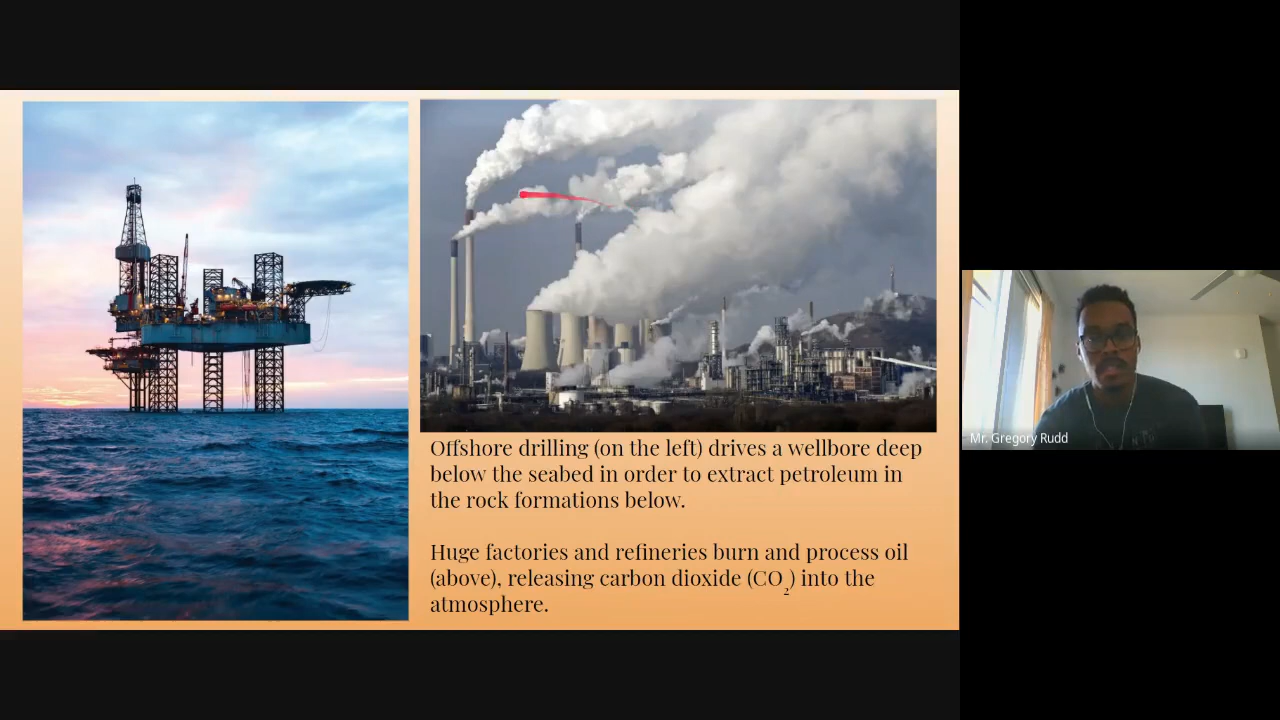 Offshore drilling (on the left) drives a wellbore deep
below the seabed in order to extract petroleum in
the rock formations below.
Huge factories and refineries burn and process oil
(above), releasing carbon dioxide (CO₂) into the
atmosphere.
Mr. Gregory Rudd